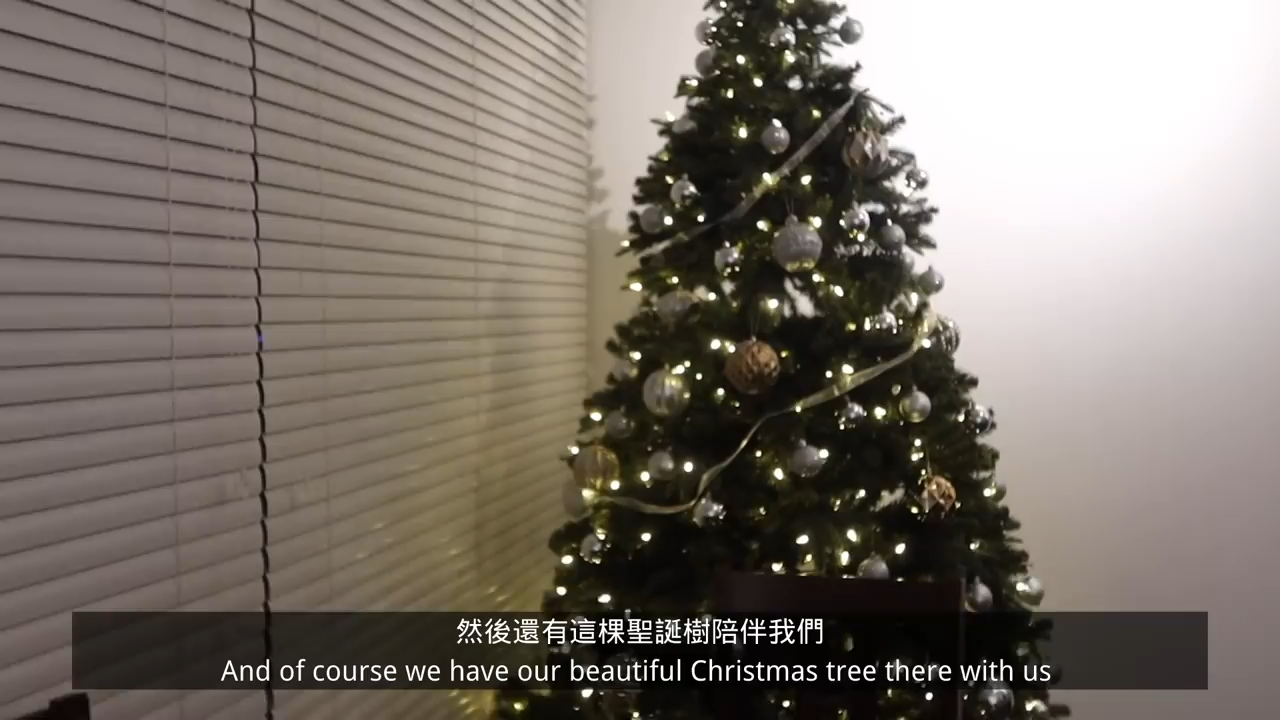 然後還有這棵聖誕樹陪伴我們
And of course we have our beautiful Christmas tree there with us